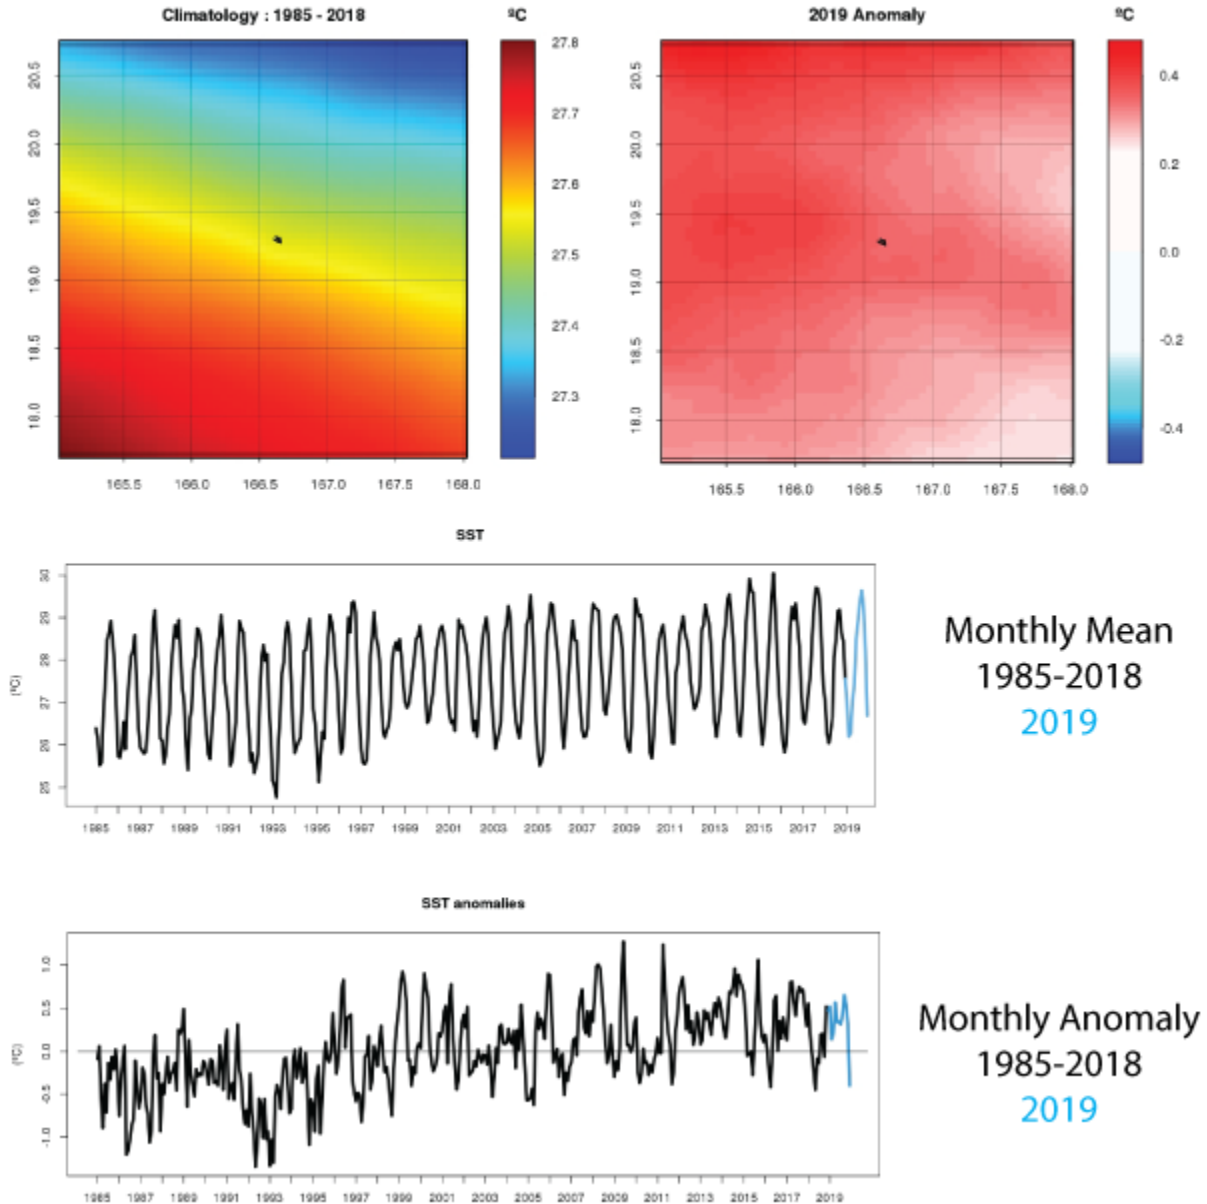 Climatology : 1985 - 2018
ºC
2019 Anomaly
ºC
20.5
20.0
19.5
19.0
18.5
18.0
165.5 166.0 166.5 167.0 167.5 168.0
27.8
27.7
27.6
27.5
27.4
27.3
20.5
20.0
19.5
19.0
18.5
18.0
165.5 166.0 166.5 167.0 167.5 168.0
0.4
0.2
0.0
-0.2
-0.4
SST
(ºC)
30
29
28
27
26
25
1985 1987 1989 1991 1993 1995 1997 1999 2001 2003 2005 2007 2009 2011 2013 2015 2017 2019
Monthly Mean
1985-2018
2019
SST anomalies
(ºC)
1.0
0.5
0.0
-0.5
-1.0
1985 1987 1989 1991 1993 1995 1997 1999 2001 2003 2005 2007 2009 2011 2013 2015 2017 2019
Monthly Anomaly
1985-2018
2019